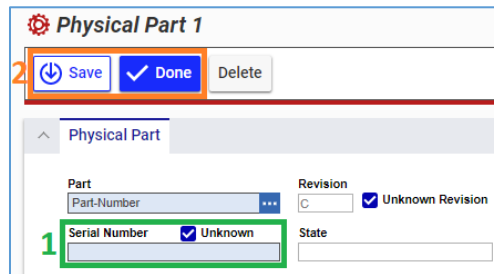 Physical Part 1
2 Save Done Delete
Physical Part
Part Revision
Part-Number ... C Unknown Revision
1 Serial Number Unknown State